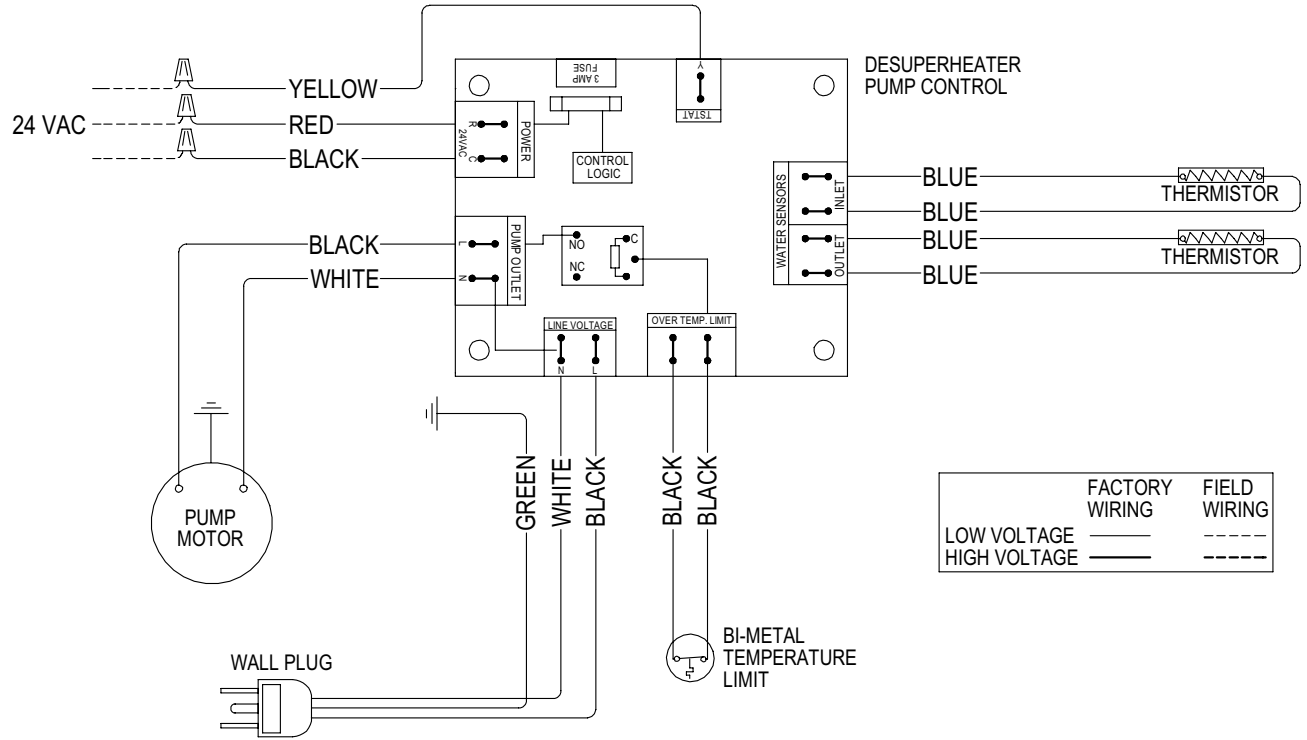 YELLOW
24 VAC
RED
BLACK
3 AMP
FUSE
Y
TSTAT
DESUPERHEATER
PUMP CONTROL
R
24VAC
C
POWER
CONTROL
LOGIC
WATER SENSORS
INLET
OUTLET
BLUE
BLUE
THERMISTOR
BLUE
BLUE
THERMISTOR
BLACK
WHITE
L
N
PUMP OUTLET
NO
NC
C
LINE VOLTAGE
N
L
OVER TEMP. LIMIT
GREEN
WHITE
BLACK
BLACK
BLACK
PUMP
MOTOR
FACTORY
WIRING
FIELD
WIRING
LOW VOLTAGE
HIGH VOLTAGE
BI-METAL
TEMPERATURE
LIMIT
WALL PLUG